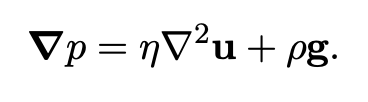 ∇p = η∇²u + ρg.